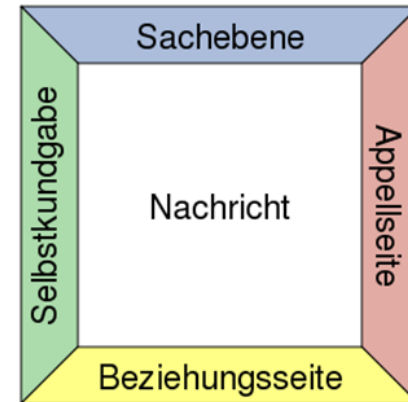 Sachebene
Selbstkundgabe
Nachricht
Appellseite
Beziehungsseite